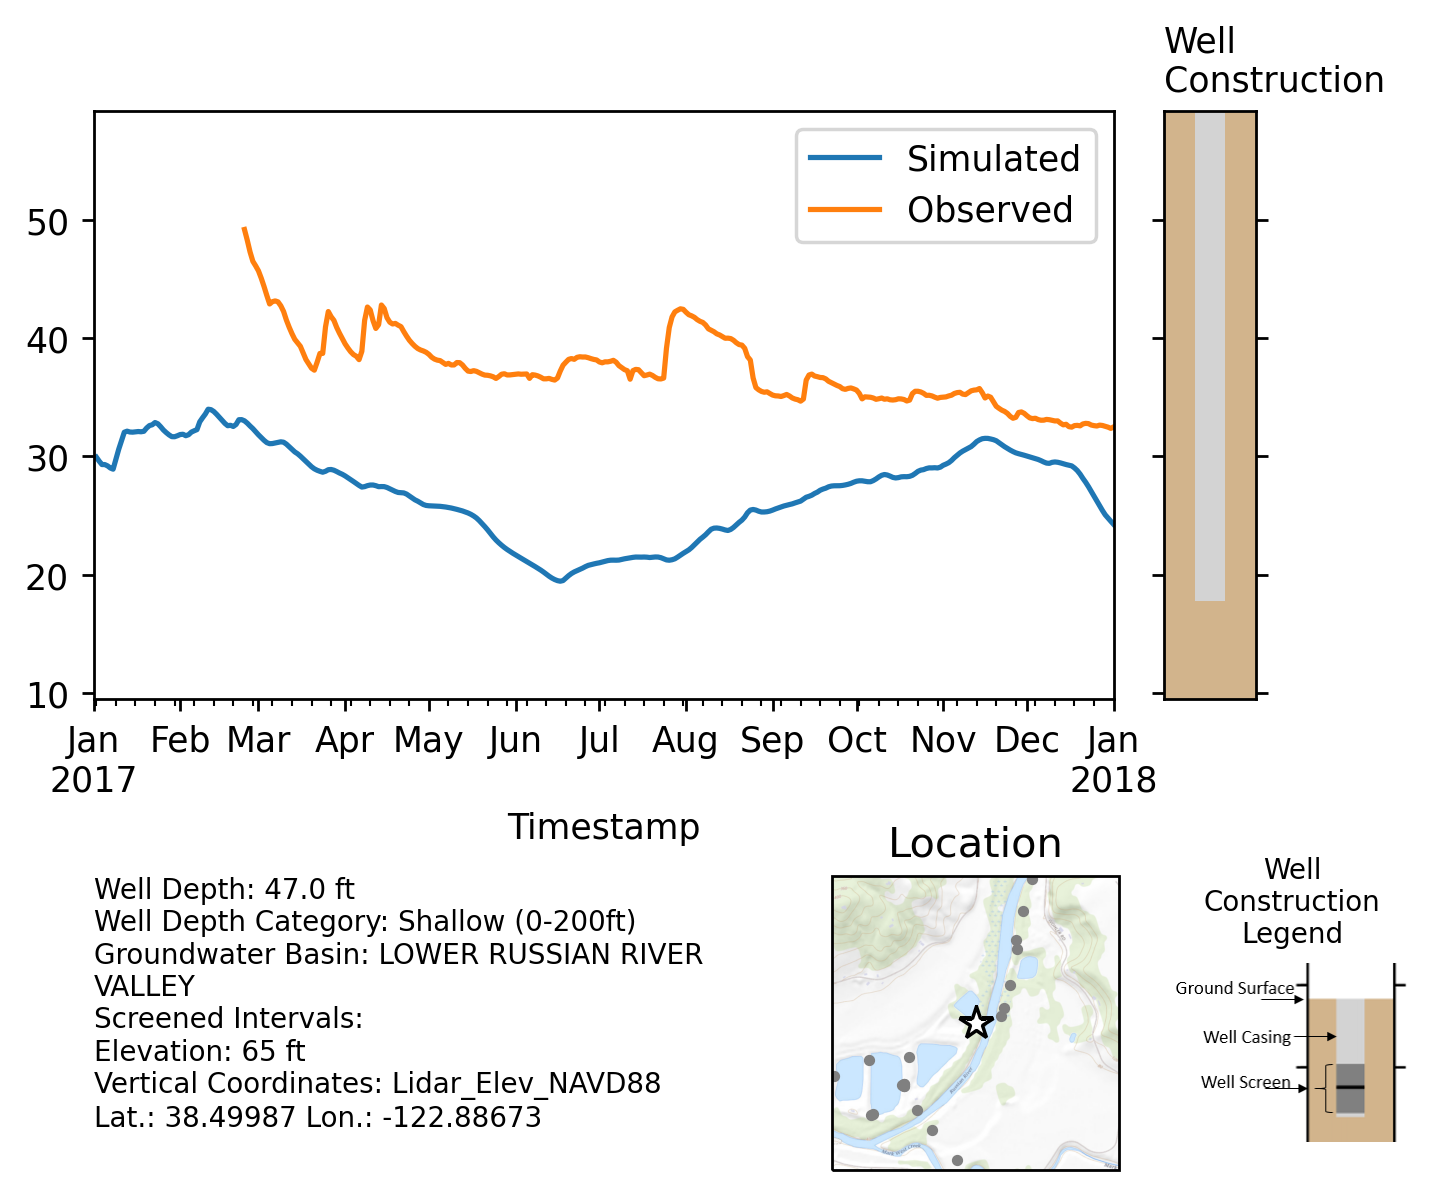 Well
Construction
Simulated
Observed
50
40
30
20
10
Jan Feb Mar Apr May Jun Jul Aug Sep Oct Nov Dec Jan
2017 2018
Timestamp
Well Depth: 47.0 ft
Well Depth Category: Shallow (0-200ft)
Groundwater Basin: LOWER RUSSIAN RIVER
VALLEY
Screened Intervals:
Elevation: 65 ft
Vertical Coordinates: Lidar_Elev_NAVD88
Lat.: 38.49987 Lon.: -122.88673
Location
Well
Construction
Legend
Ground Surface
Well Casing
Well Screen